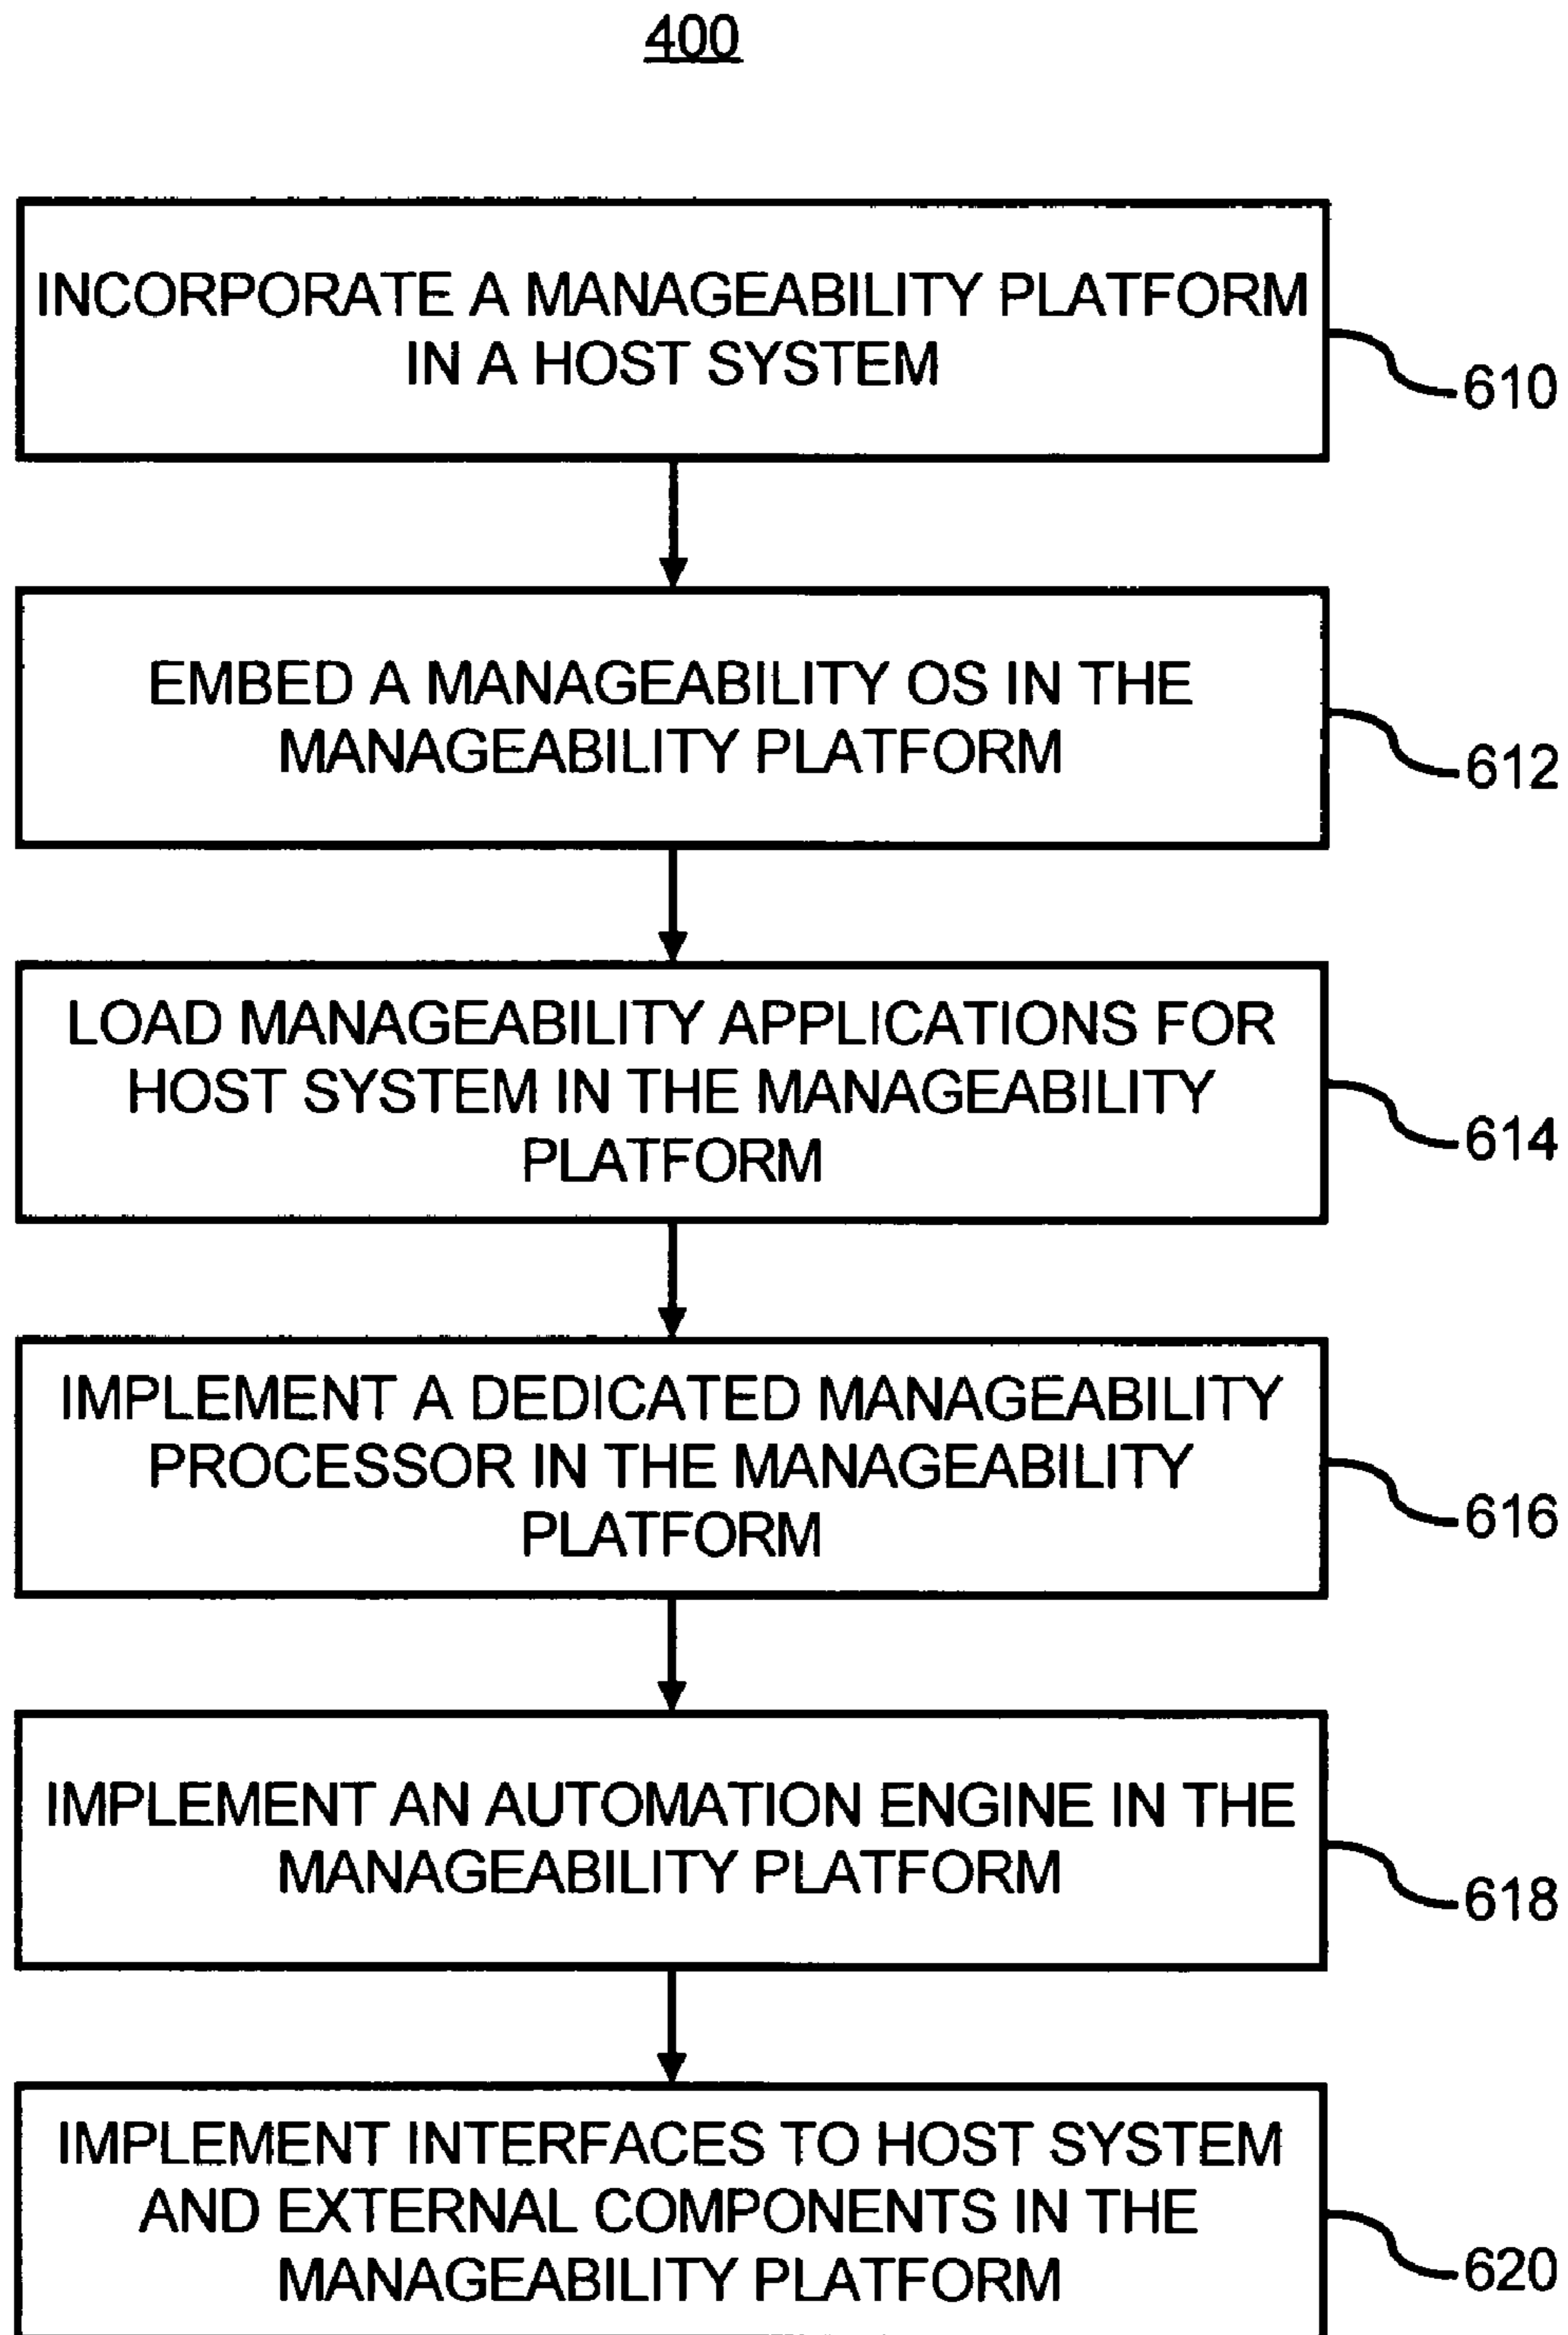 400
INCORPORATE A MANAGEABILITY PLATFORM
IN A HOST SYSTEM
610
EMBED A MANAGEABILITY OS IN THE
MANAGEABILITY PLATFORM
612
LOAD MANAGEABILITY APPLICATIONS FOR
HOST SYSTEM IN THE MANAGEABILITY
PLATFORM
614
IMPLEMENT A DEDICATED MANAGEABILITY
PROCESSOR IN THE MANAGEABILITY
PLATFORM
616
IMPLEMENT AN AUTOMATION ENGINE IN THE
MANAGEABILITY PLATFORM
618
IMPLEMENT INTERFACES TO HOST SYSTEM
AND EXTERNAL COMPONENTS IN THE
MANAGEABILITY PLATFORM
620